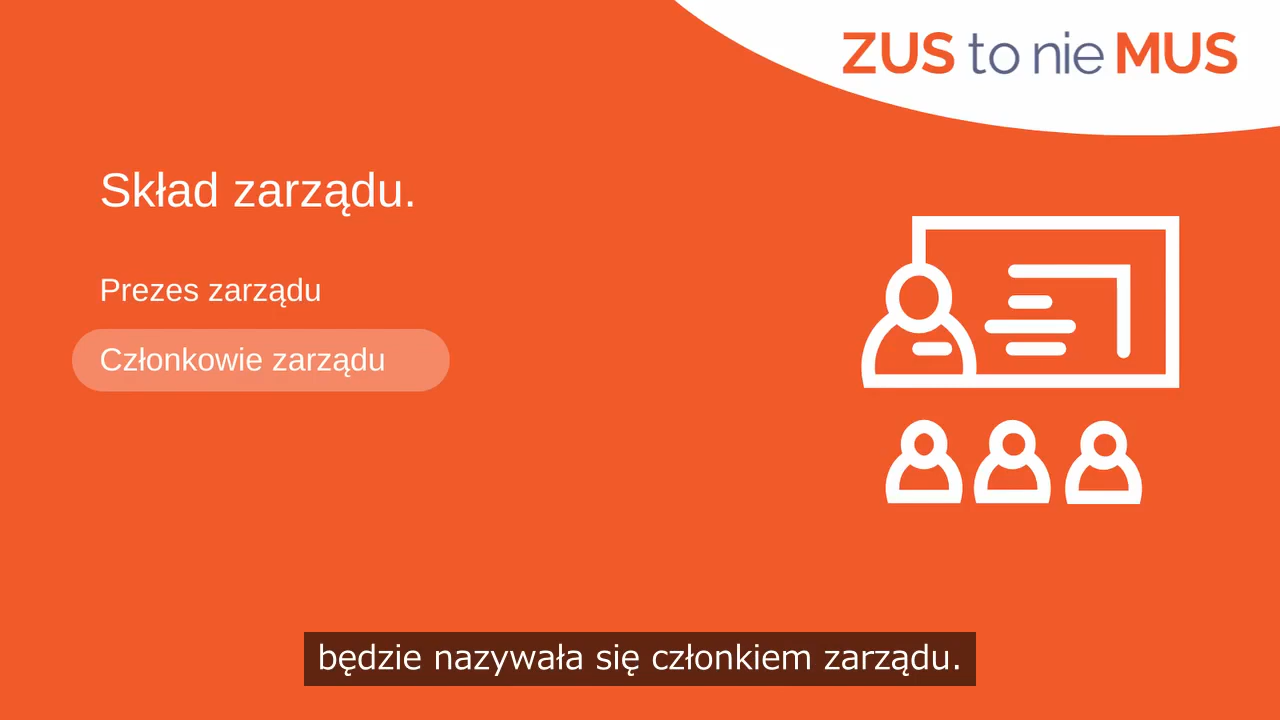 ZUS to nie MUS
Skład zarządu.
Prezes zarządu
Członkowie zarządu
będzie nazywała się członkiem zarządu.